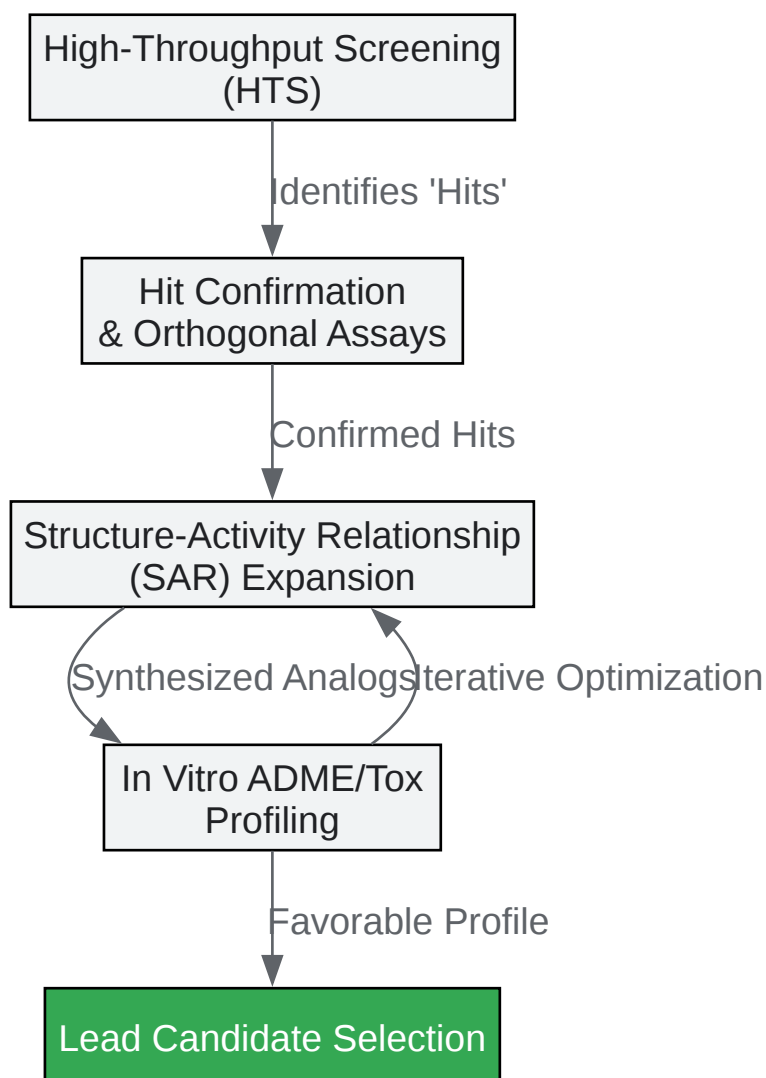 High-Throughput Screening
(HTS)
Identifies 'Hits'
Hit Confirmation
& Orthogonal Assays
Confirmed Hits
Structure-Activity Relationship
(SAR) Expansion
Synthesized Analogs
Iterative Optimization
In Vitro ADME/Tox
Profiling
Favorable Profile
Lead Candidate Selection